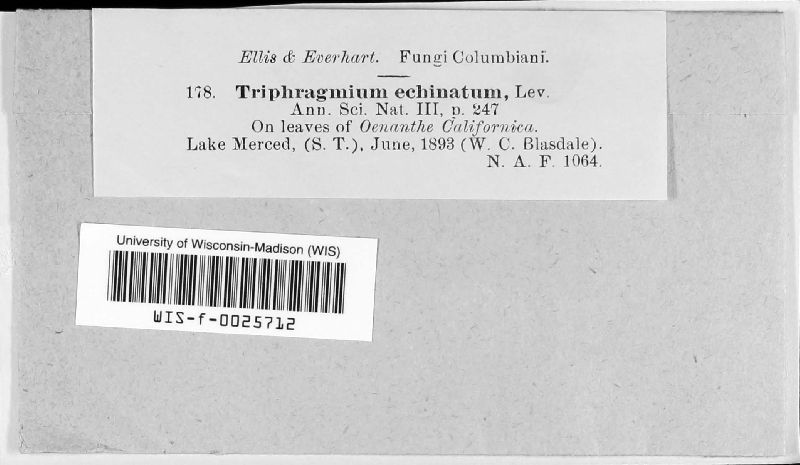 Ellis & Everhart. Fungi Columbiani.
178. Triphragmium echinatum, Lev.
Ann. Sci. Nat. III, p. 247
On leaves of Oenanthe Californica.
Lake Merced, (S. T.), June, 1893 (W. C. Blasdale).
N. A. F. 1064.
University of Wisconsin-Madison (WIS)
WIS-f-0025712